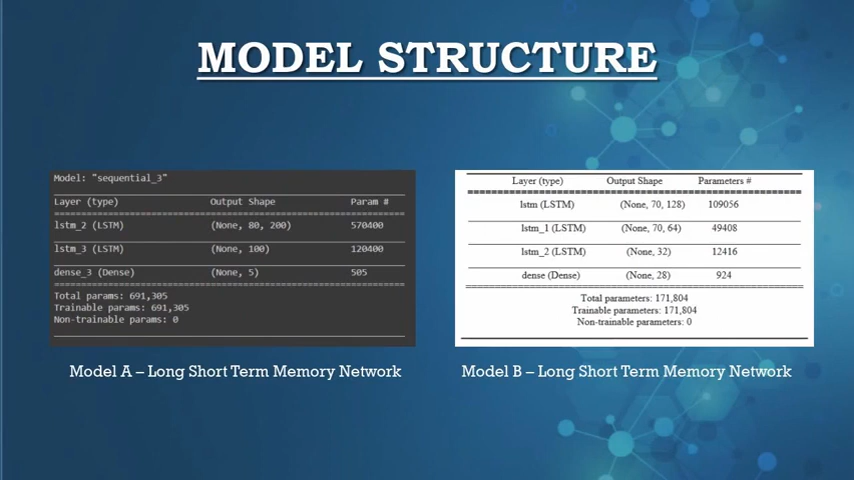 MODEL STRUCTURE
Model: "sequential_3"
Layer (type) Output Shape Param #
lstm_2 (LSTM) (None, 80, 200) 570400
lstm_3 (LSTM) (None, 100) 120400
dense_3 (Dense) (None, 5) 505
Total params: 691,305
Trainable params: 691,305
Non-trainable params: 0
Model A – Long Short Term Memory Network
Layer (type) Output Shape Parameters #
lstm (LSTM) (None, 70, 128) 109056
lstm_1 (LSTM) (None, 70, 64) 49408
lstm_2 (LSTM) (None, 32) 12416
dense (Dense) (None, 28) 924
Total parameters: 171,804
Trainable parameters: 171,804
Non-trainable parameters: 0
Model B – Long Short Term Memory Network